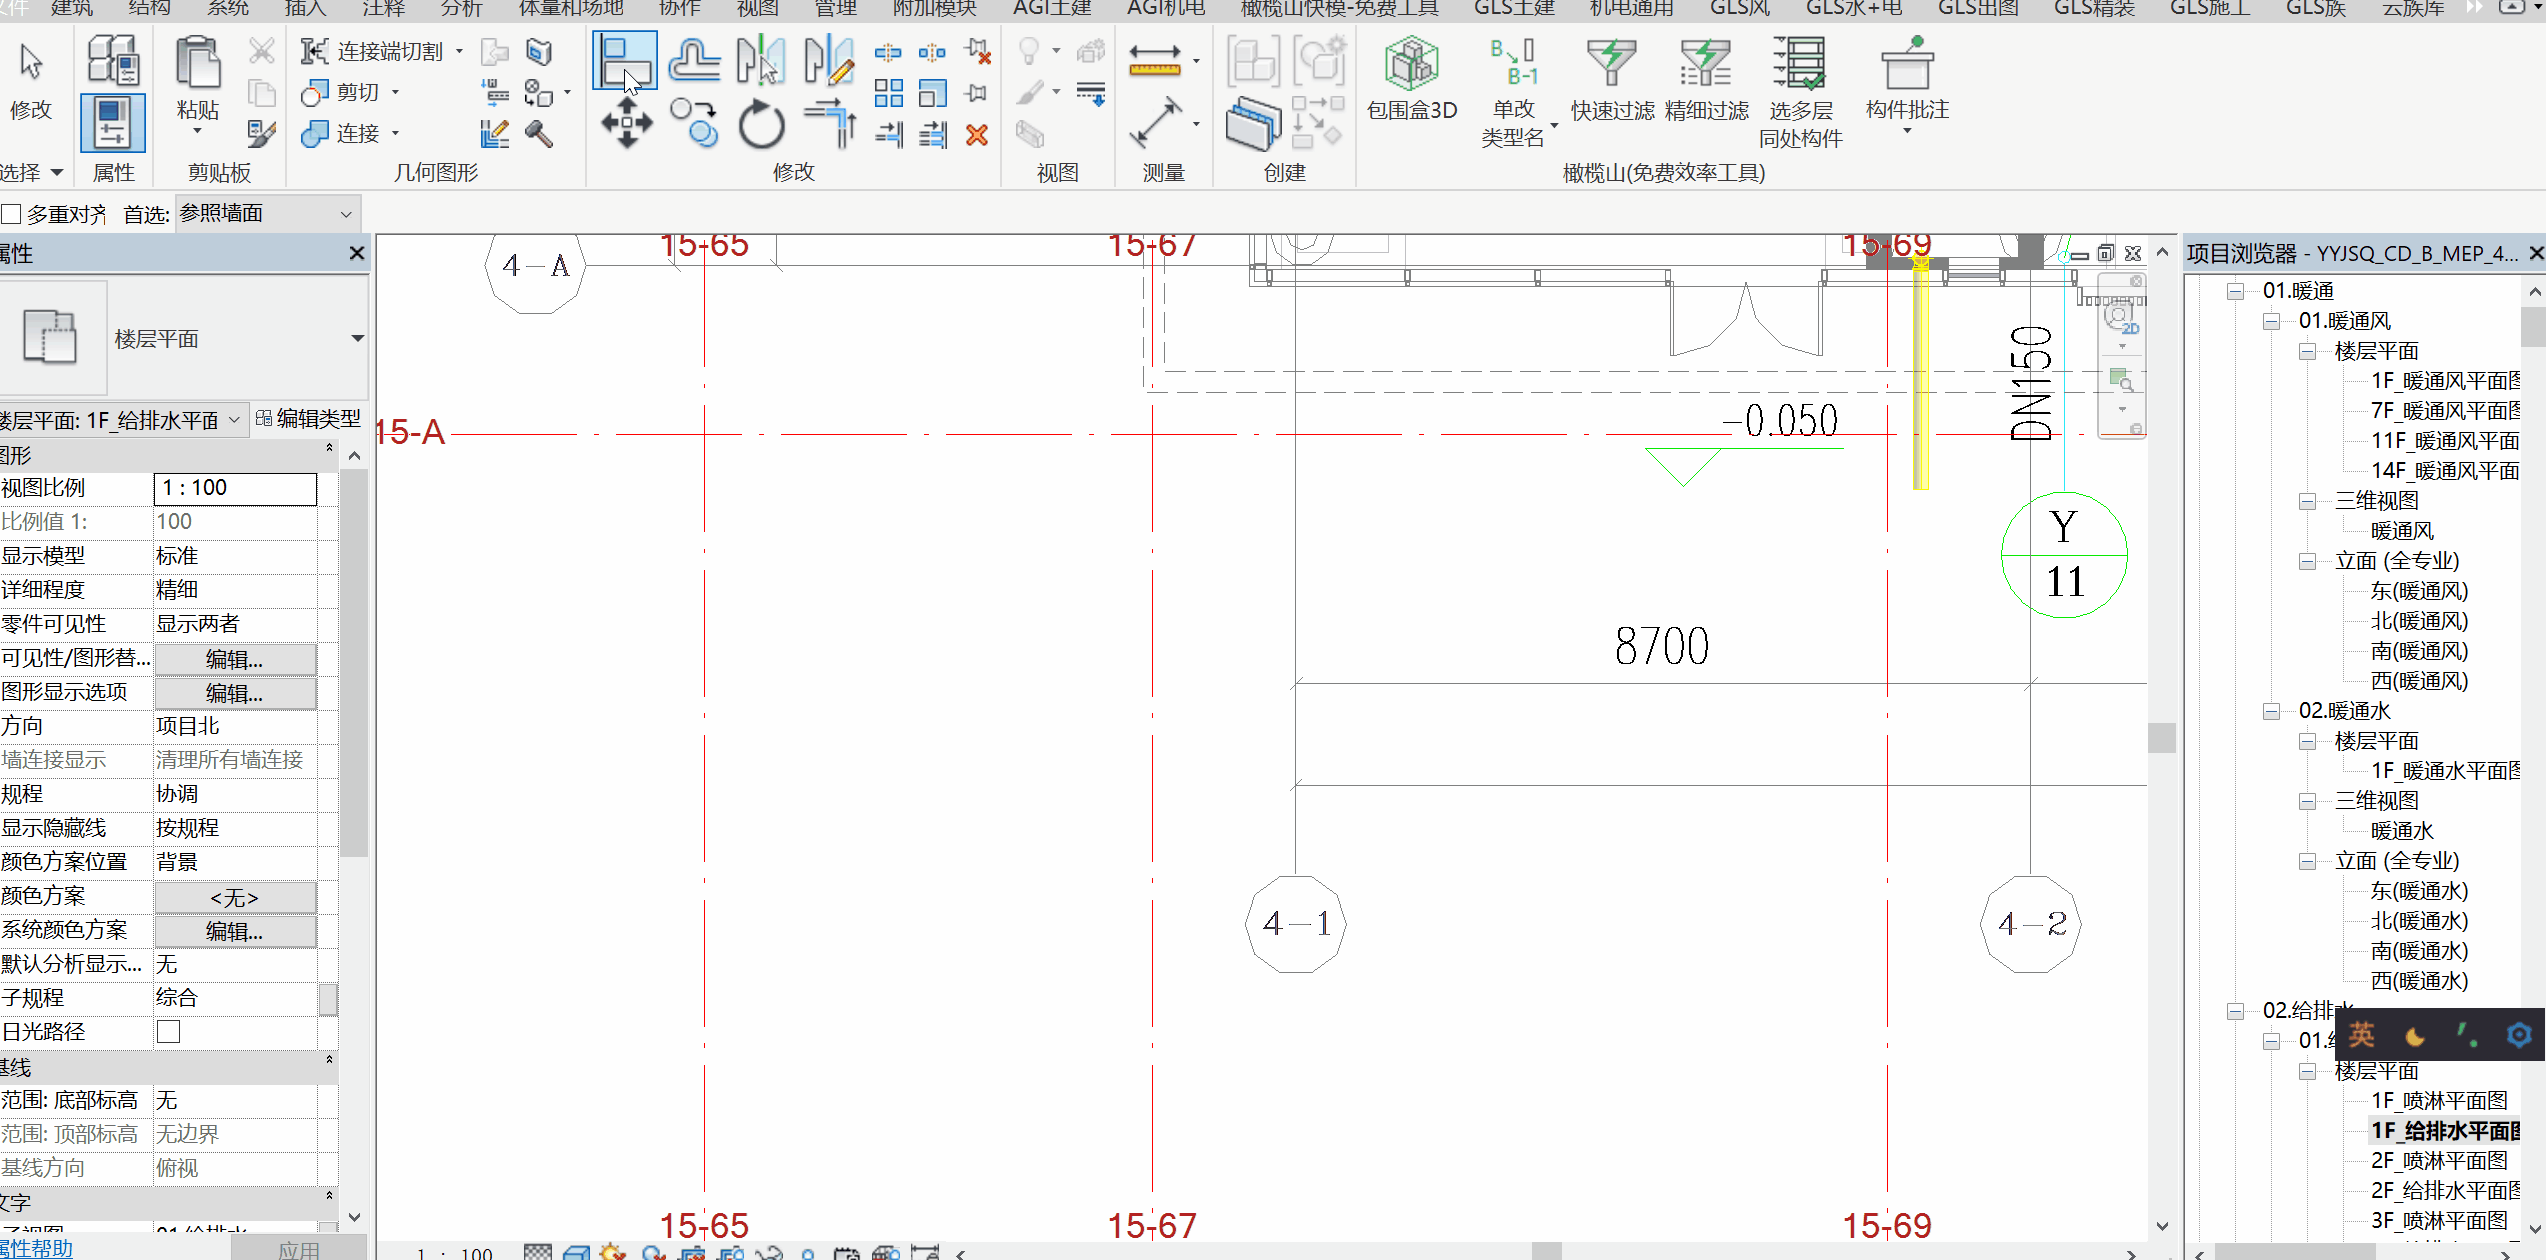 文件 建筑 结构 系统 插入 注释 分析 体量和场地 协作 视图 管理 附加模块 AGI土建 AGI机电 橄榄山快模-免费工具 GLS土建 机电通用 GLS风 GLS水+电 GLS出图 GLS精装 GLS施工 GLS族 云族库
修改
选择
属性
粘贴
剪贴板
连接端切割
剪切
连接
几何图形
修改
视图
测量
创建
B
B-1
包围盒3D
单改
类型名
快速过滤
精细过滤
选多层
同处构件
构件批注
橄榄山(免费效率工具)
多重对齐 首选: 参照墙面
属性
楼层平面
楼层平面: 1F_给排水平面 编辑类型
图形
视图比例 1 : 100
比例值 1: 100
显示模型 标准
详细程度 精细
零件可见性 显示两者
可见性/图形替... 编辑...
图形显示选项 编辑...
方向 项目北
墙连接显示 清理所有墙连接
规程 协调
显示隐藏线 按规程
颜色方案位置 背景
颜色方案 <无>
系统颜色方案 编辑...
默认分析显示... 无
子规程 综合
日光路径
基线
范围: 底部标高 无
范围: 顶部标高 无边界
基线方向 俯视
文字
属性帮助 应用
15-65 15-67 15-69
4-A
15-A
-0.050
DN150
Y
11
8700
4-1 4-2
15-65 15-67 15-69
1 : 100
2D
项目浏览器 - YYJSQ_CD_B_MEP_4...
01.暖通
01.暖通风
楼层平面
1F_暖通风平面图
7F_暖通风平面图
11F_暖通风平面
14F_暖通风平面
三维视图
暖通风
立面 (全专业)
东(暖通风)
北(暖通风)
南(暖通风)
西(暖通风)
02.暖通水
楼层平面
1F_暖通水平面图
三维视图
暖通水
立面 (全专业)
东(暖通水)
北(暖通水)
南(暖通水)
西(暖通水)
02.给排水
01.给
英
楼层平面
1F_喷淋平面图
1F_给排水平面图
2F_喷淋平面图
2F_给排水平面图
3F_喷淋平面图